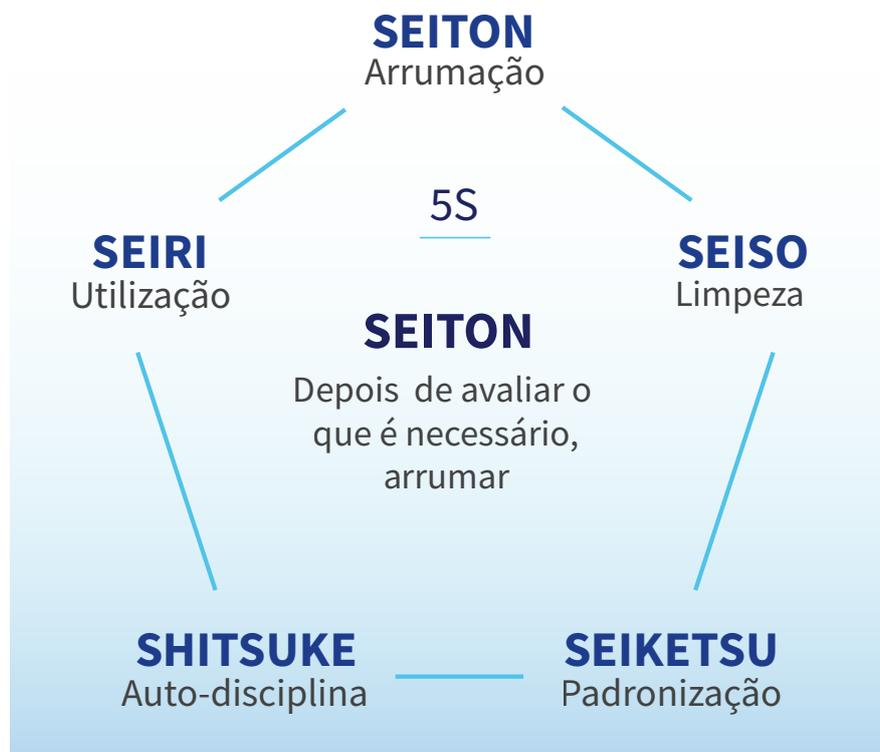 SEITON
Arrumação
5S
SEIRI
Utilização
SEISO
Limpeza
SEITON
Depois  de avaliar o
que é necessário,
arrumar
SHITSUKE
Auto-disciplina
SEIKETSU
Padronização